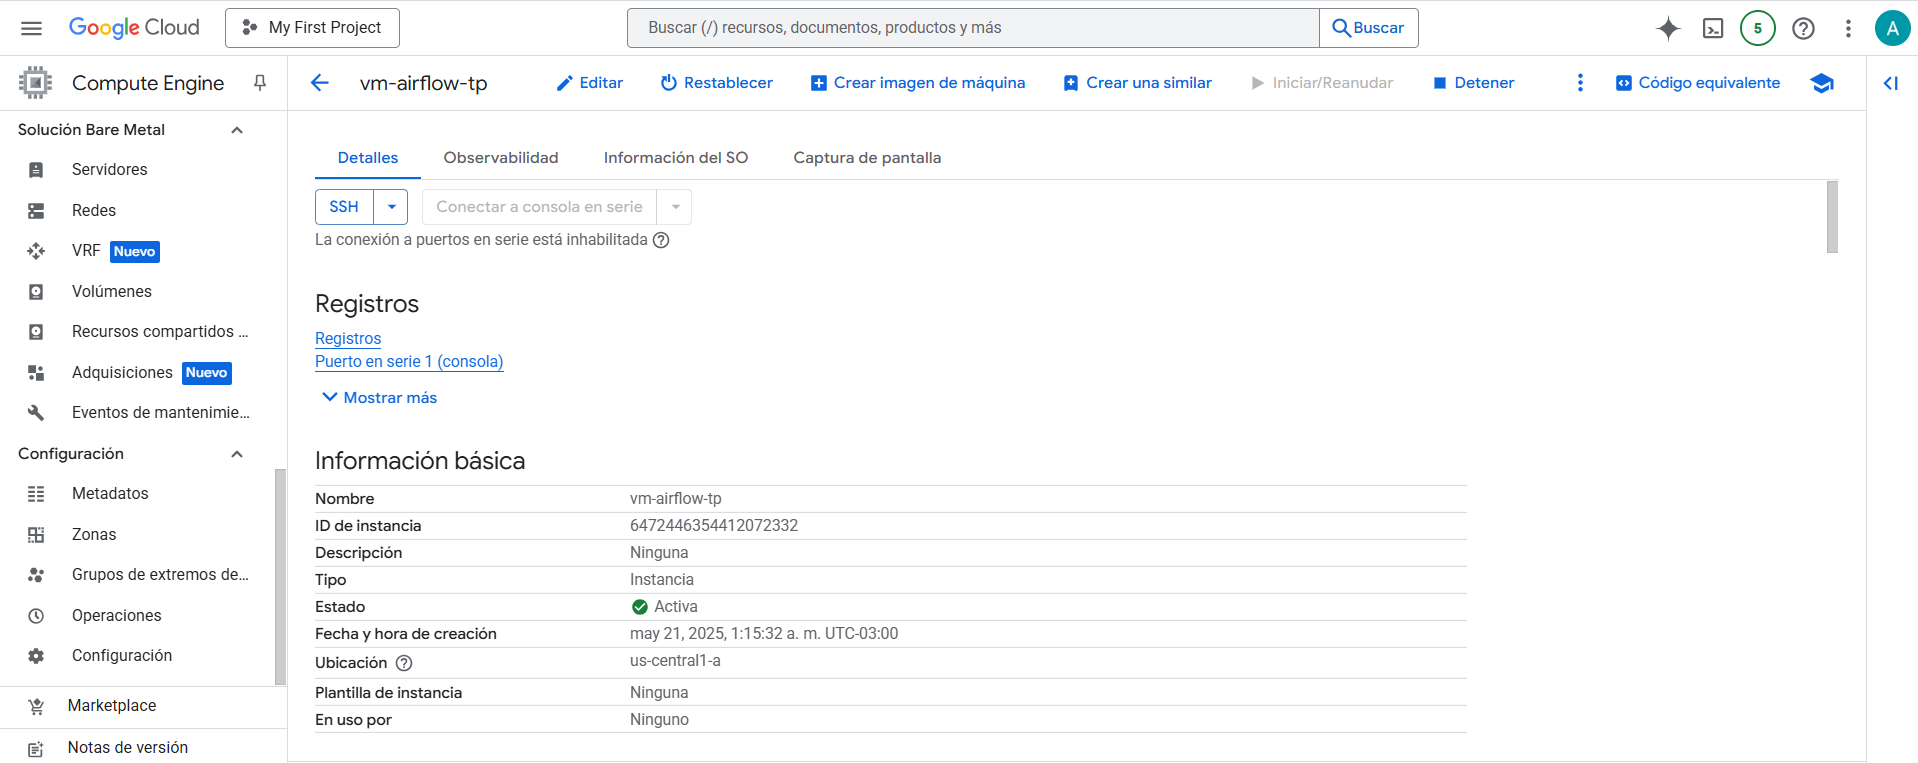 Google Cloud
My First Project
Buscar (/) recursos, documentos, productos y más
Buscar
5
A
Compute Engine
vm-airflow-tp
Editar
Restablecer
Crear imagen de máquina
Crear una similar
Iniciar/Reanudar
Detener
Código equivalente
Solución Bare Metal
Servidores
Redes
VRF Nuevo
Volúmenes
Recursos compartidos ...
Adquisiciones Nuevo
Eventos de mantenimie...
Configuración
Metadatos
Zonas
Grupos de extremos de...
Operaciones
Configuración
Marketplace
Notas de versión
Detalles
Observabilidad
Información del SO
Captura de pantalla
SSH
Conectar a consola en serie
La conexión a puertos en serie está inhabilitada
Registros
Registros
Puerto en serie 1 (consola)
Mostrar más
Información básica
Nombre vm-airflow-tp
ID de instancia 6472446354412072332
Descripción Ninguna
Tipo Instancia
Estado Activa
Fecha y hora de creación may 21, 2025, 1:15:32 a. m. UTC-03:00
Ubicación us-central1-a
Plantilla de instancia Ninguna
En uso por Ninguno